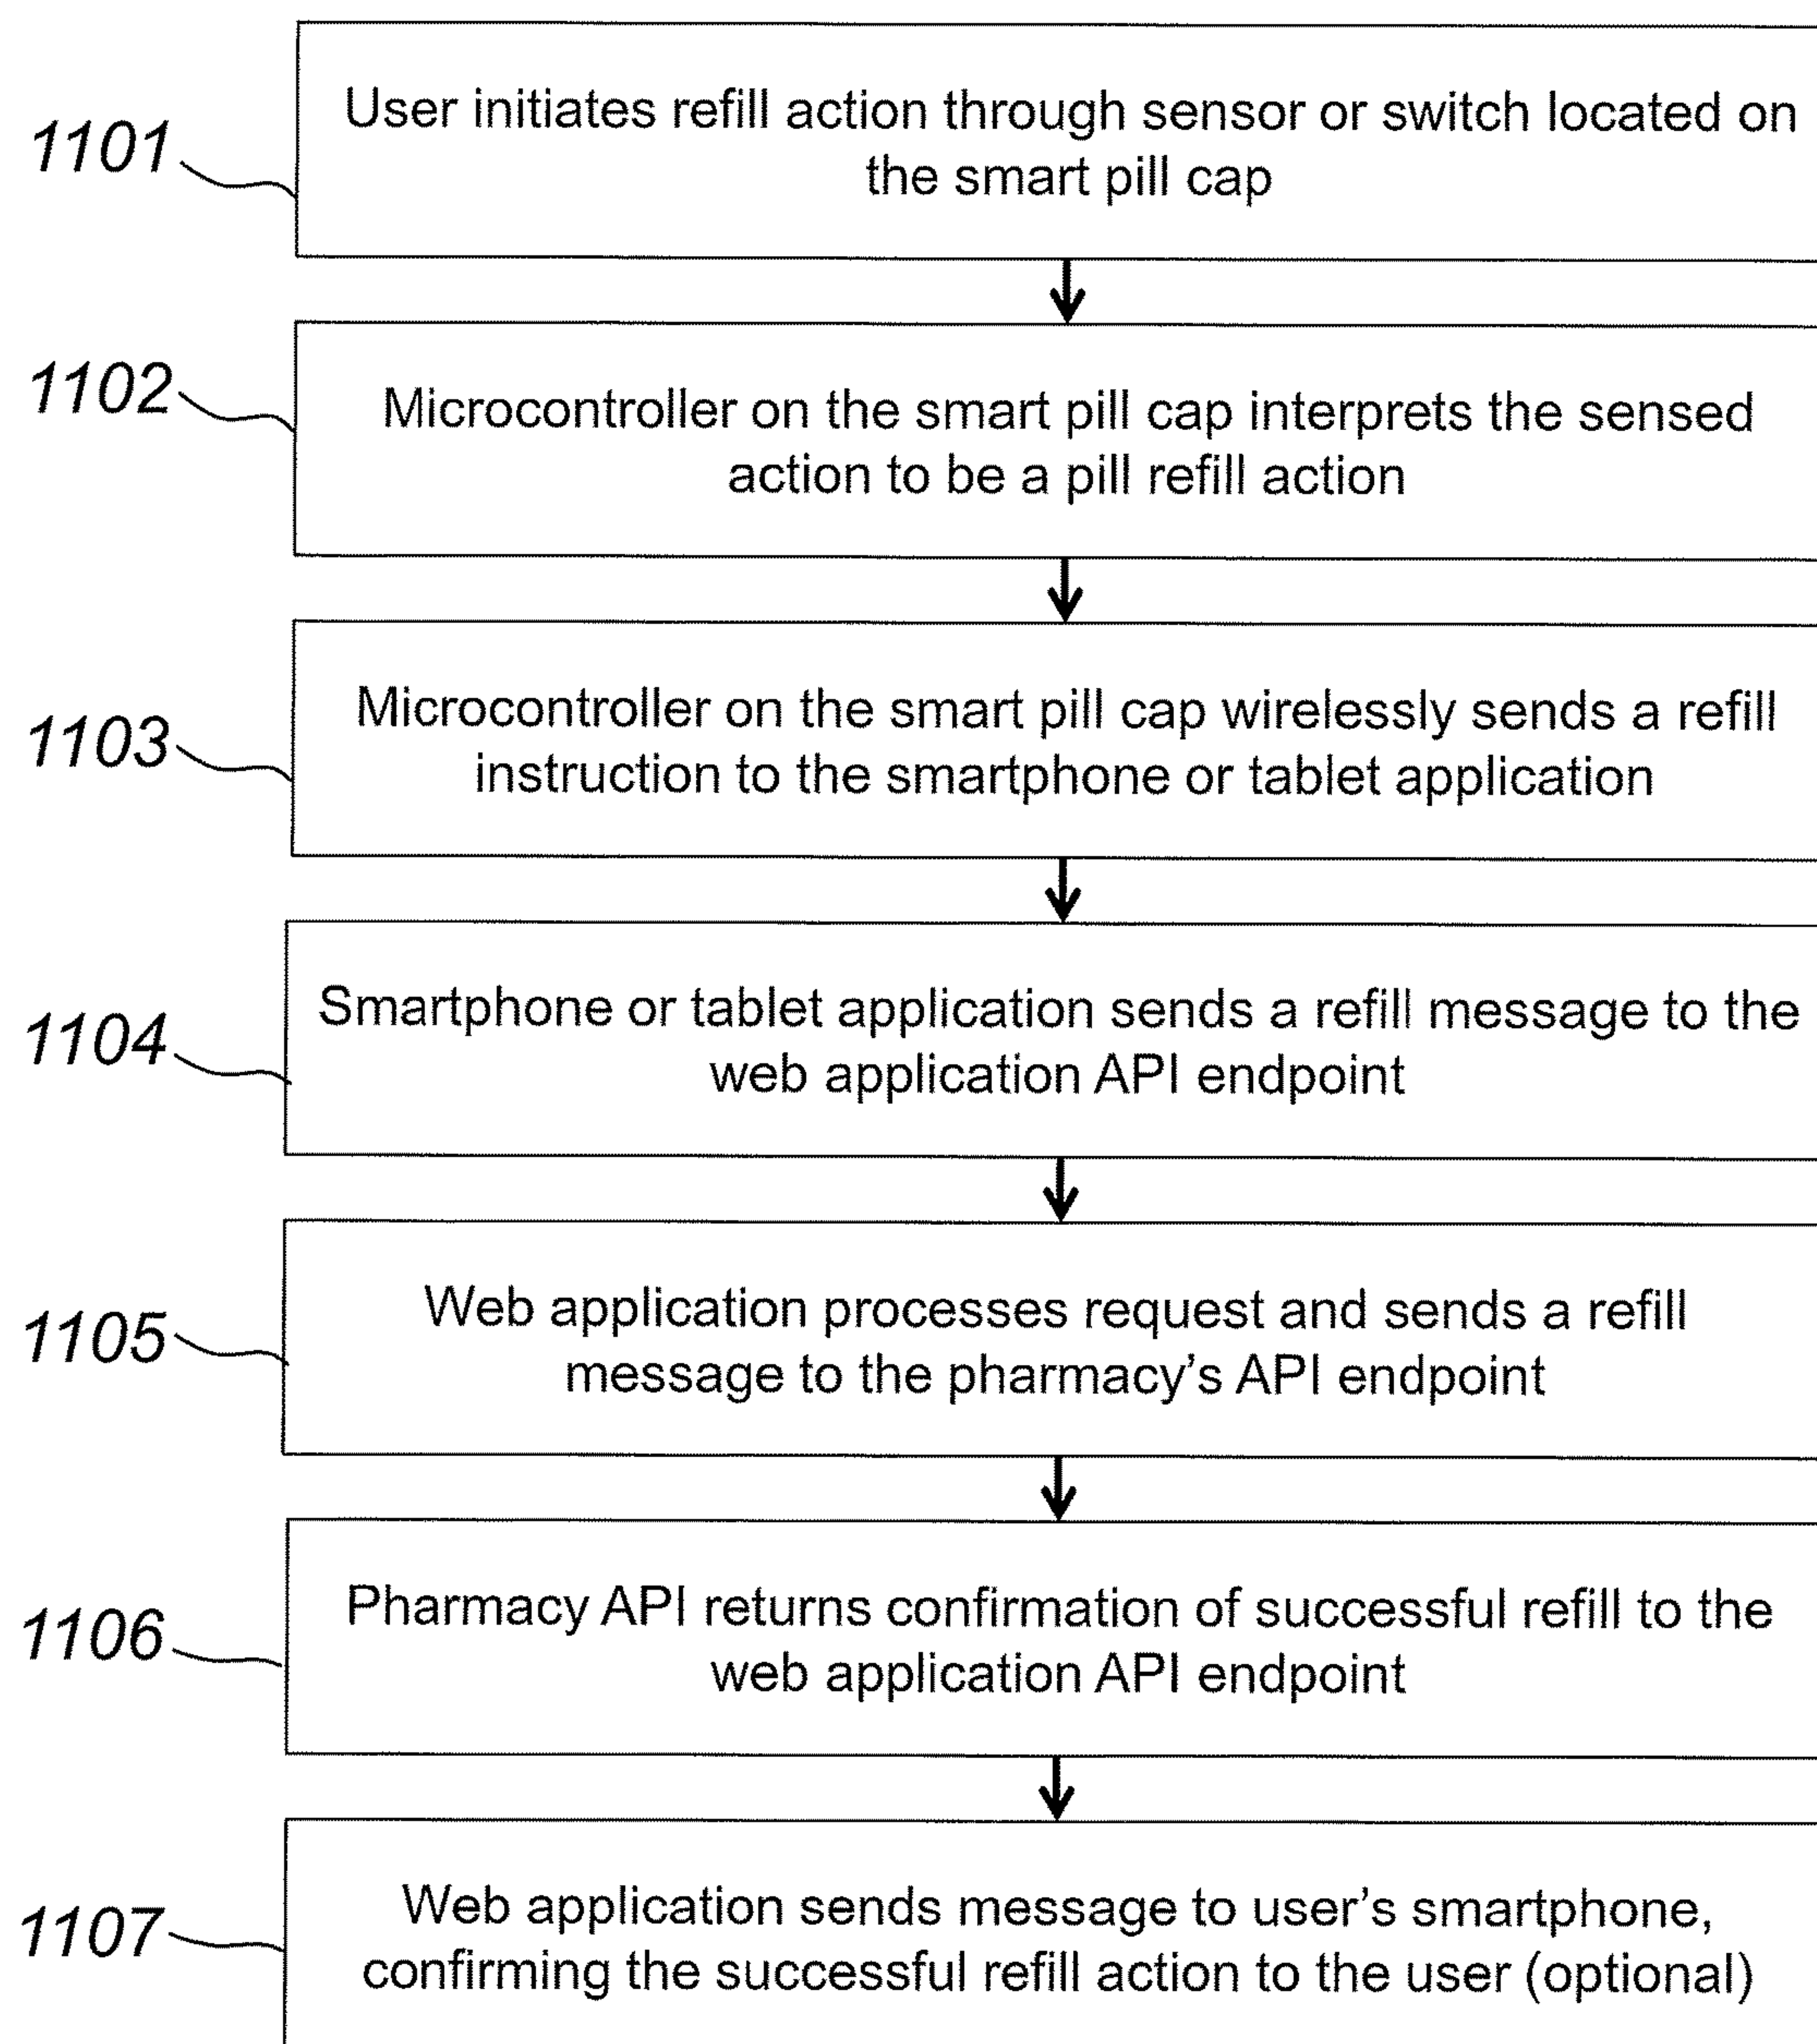 1101
User initiates refill action through sensor or switch located on
the smart pill cap
1102
Microcontroller on the smart pill cap interprets the sensed
action to be a pill refill action
1103
Microcontroller on the smart pill cap wirelessly sends a refill
instruction to the smartphone or tablet application
1104
Smartphone or tablet application sends a refill message to the
web application API endpoint
1105
Web application processes request and sends a refill
message to the pharmacy’s API endpoint
1106
Pharmacy API returns confirmation of successful refill to the
web application API endpoint
1107
Web application sends message to user’s smartphone,
confirming the successful refill action to the user (optional)